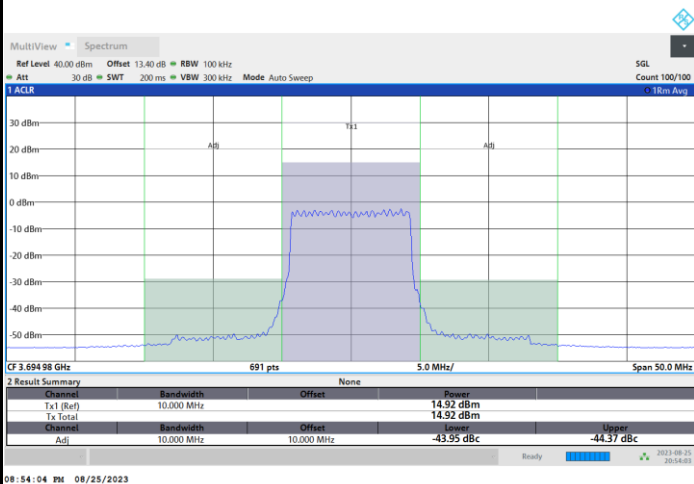 MultiView Spectrum
Ref Level 40.00 dBm Offset 13.40 dB RBW 100 kHz SGL
Att 30 dB SWT 200 ms VBW 300 kHz Mode Auto Sweep Count 100/100
1 ACLR 1Rm Avg
30 dBm
Tx1
20 dBm
Adj Adj
10 dBm
0 dBm
-10 dBm
-20 dBm
-30 dBm
-40 dBm
-50 dBm
CF 3.69498 GHz 691 pts 5.0 MHz/ Span 50.0 MHz
2 Result Summary None
Channel Bandwidth Offset Power
Tx1 (Ref) 10.000 MHz 14.92 dBm
Tx Total 14.92 dBm
Channel Bandwidth Offset Lower Upper
Adj 10.000 MHz 10.000 MHz -43.95 dBc -44.37 dBc
Ready 2023-08-25
20:54:03
08:54:04 PM 08/25/2023